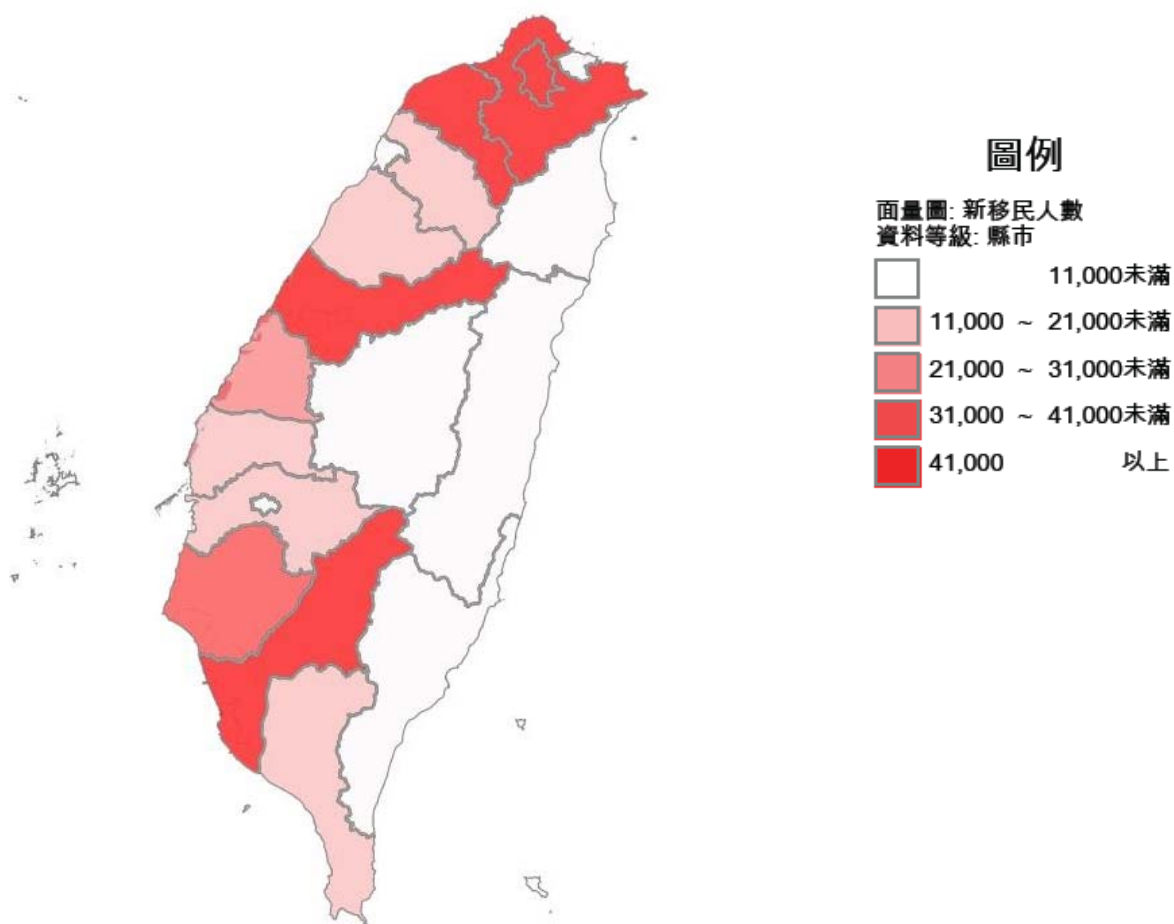 圖例
面量圖: 新移民人數
資料等級: 縣市
11,000未滿
11,000 ~ 21,000未滿
21,000 ~ 31,000未滿
31,000 ~ 41,000未滿
41,000 以上